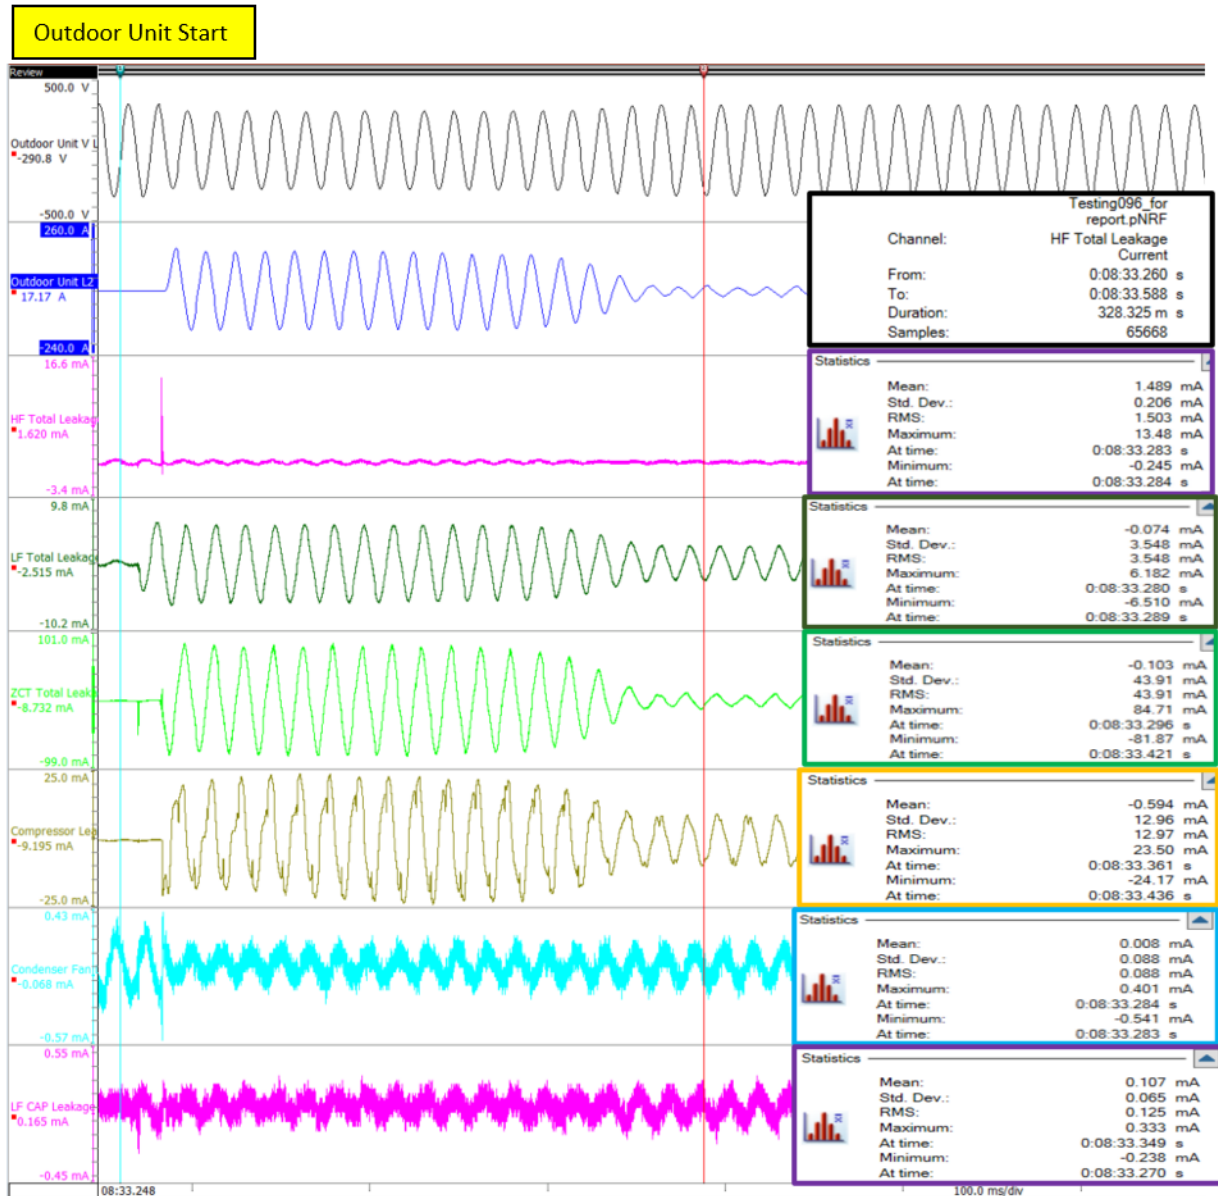 Outdoor Unit Start
Review
500.0 V
Outdoor Unit V L
-290.8 V
-500.0 V
260.0 A
Outdoor Unit L2
17.17 A
-240.0 A
16.6 mA
HF Total Leakag
1.620 mA
-3.4 mA
9.8 mA
LF Total Leakage
-2.515 mA
-10.2 mA
101.0 mA
ZCT Total Leak
-8.732 mA
-99.0 mA
25.0 mA
Compressor Lea
-9.195 mA
-25.0 mA
0.43 mA
Condenser Fan
-0.068 mA
-0.57 mA
0.55 mA
LF CAP Leakage
0.165 mA
-0.45 mA
08:33.248
100.0 ms/div
Testing096_for
report.pNRF
Channel: HF Total Leakage
Current
From: 0:08:33.260 s
To: 0:08:33.588 s
Duration: 328.325 m s
Samples: 65668
Statistics
Mean: 1.489 mA
Std. Dev.: 0.206 mA
RMS: 1.503 mA
Maximum: 13.48 mA
At time: 0:08:33.283 s
Minimum: -0.245 mA
At time: 0:08:33.284 s
Statistics
Mean: -0.074 mA
Std. Dev.: 3.548 mA
RMS: 3.548 mA
Maximum: 6.182 mA
At time: 0:08:33.280 s
Minimum: -6.510 mA
At time: 0:08:33.289 s
Statistics
Mean: -0.103 mA
Std. Dev.: 43.91 mA
RMS: 43.91 mA
Maximum: 84.71 mA
At time: 0:08:33.296 s
Minimum: -81.87 mA
At time: 0:08:33.421 s
Statistics
Mean: -0.594 mA
Std. Dev.: 12.96 mA
RMS: 12.97 mA
Maximum: 23.50 mA
At time: 0:08:33.361 s
Minimum: -24.17 mA
At time: 0:08:33.436 s
Statistics
Mean: 0.008 mA
Std. Dev.: 0.088 mA
RMS: 0.088 mA
Maximum: 0.401 mA
At time: 0:08:33.284 s
Minimum: -0.541 mA
At time: 0:08:33.283 s
Statistics
Mean: 0.107 mA
Std. Dev.: 0.065 mA
RMS: 0.125 mA
Maximum: 0.333 mA
At time: 0:08:33.349 s
Minimum: -0.238 mA
At time: 0:08:33.270 s